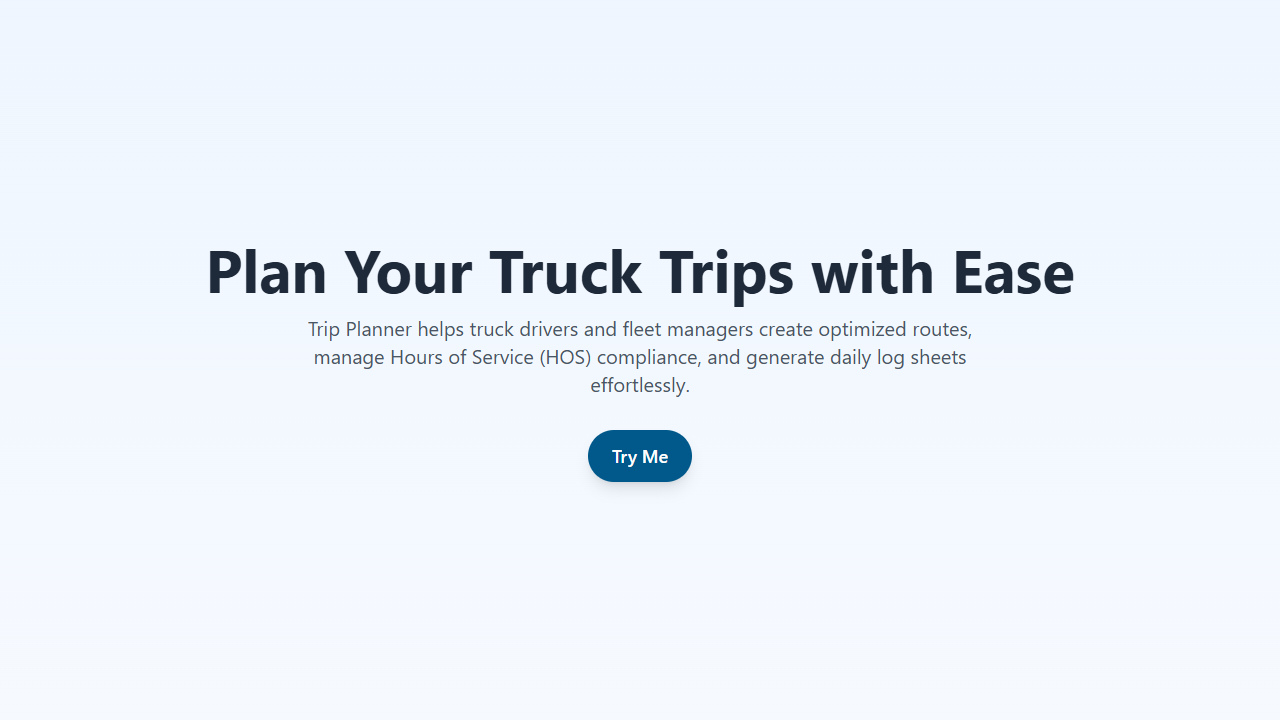 Plan Your Truck Trips with Ease
Trip Planner helps truck drivers and fleet managers create optimized routes,
manage Hours of Service (HOS) compliance, and generate daily log sheets
effortlessly.
Try Me